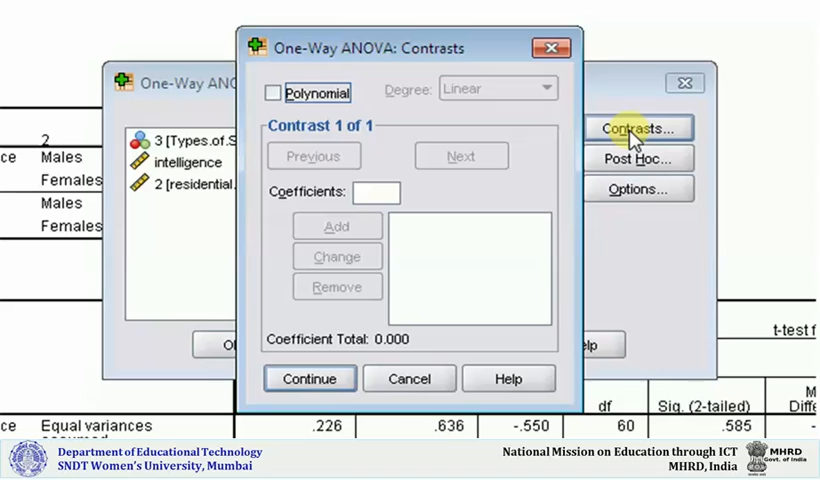 One-Way ANOVA: Contrasts
One-Way ANO
Polynomial
Degree:
Linear
Contrast 1 of 1
Previous
Next
Coefficients:
Add
Change
Remove
Coefficient Total: 0.000
Continue
Cancel
Help
3 [Types.of.S
intelligence
2 [residential.
Contrasts...
Post Hoc...
Options...
2
ce Males
Females
Males
Females
t-test f
df
Sig. (2-tailed)
Equal variances
.226
.636
-.550
60
.585
Department of Educational Technology
SNDT Women's University, Mumbai
National Mission on Education through ICT
MHRD, India
MHRD
Govt. of India